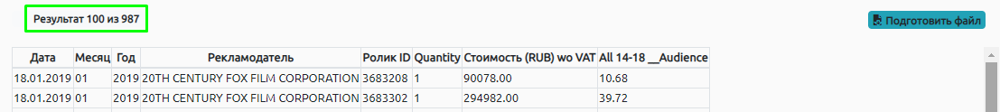 Результат 100 из 987
Подготовить файл
Дата Месяц Год Рекламодатель Ролик ID Quantity Стоимость (RUB) wo VAT All 14-18 __Audience
18.01.2019 01 2019 20TH CENTURY FOX FILM CORPORATION 3683208 1 90078.00 10.68
18.01.2019 01 2019 20TH CENTURY FOX FILM CORPORATION 3683302 1 294982.00 39.72